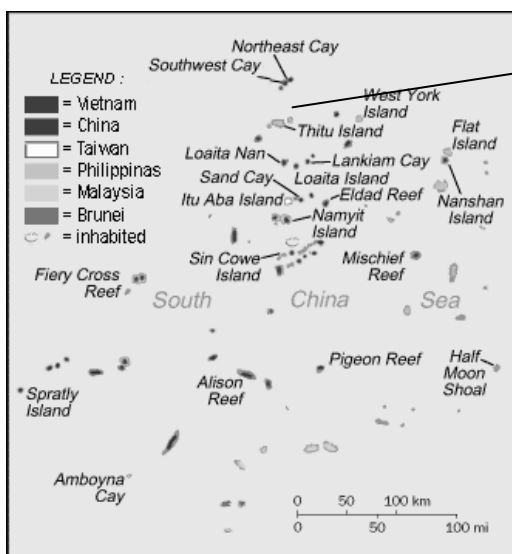 Northeast Cay
Southwest Cay
LEGEND :
= Vietnam
= China
= Taiwan
= Philippinas
= Malaysia
= Brunei
= inhabited
West York
Island
Thitu Island
Flat
Island
Loaita Nan
Lankiam Cay
Loaita Island
Sand Cay
Eldad Reef
Itu Aba Island
Nanshan
Island
Namyit
Island
Sin Cowe
Island
Mischief
Reef
Fiery Cross
Reef
South China Sea
Spratly
Island
Alison
Reef
Pigeon Reef
Half
Moon
Shoal
Amboyna
Cay
0 50 100 km
0 50 100 mi